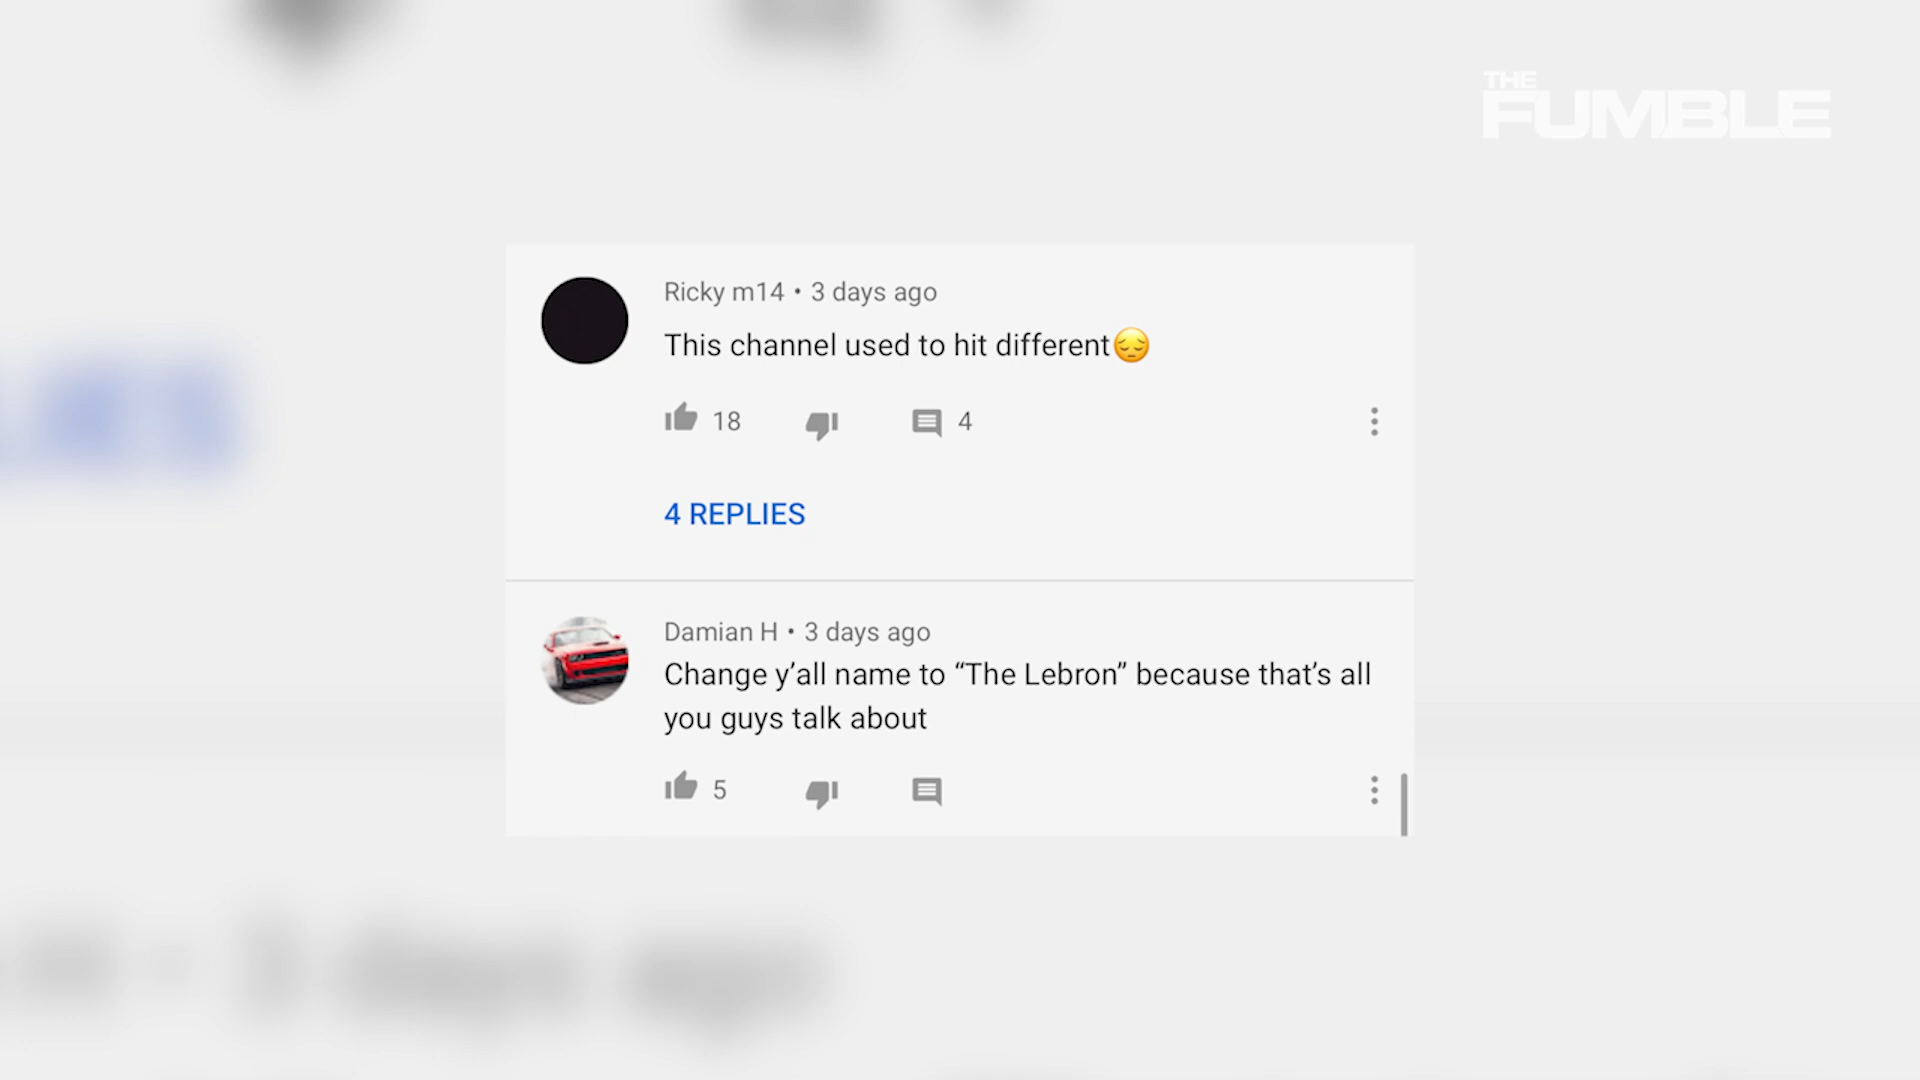 THE
FUMBLE
Ricky m14 • 3 days ago
This channel used to hit different😔
18
4
4 REPLIES
Damian H • 3 days ago
Change y’all name to “The Lebron” because that’s all
you guys talk about
5